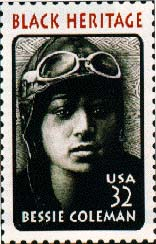 BLACK HERITAGE
USA
32
BESSIE COLEMAN